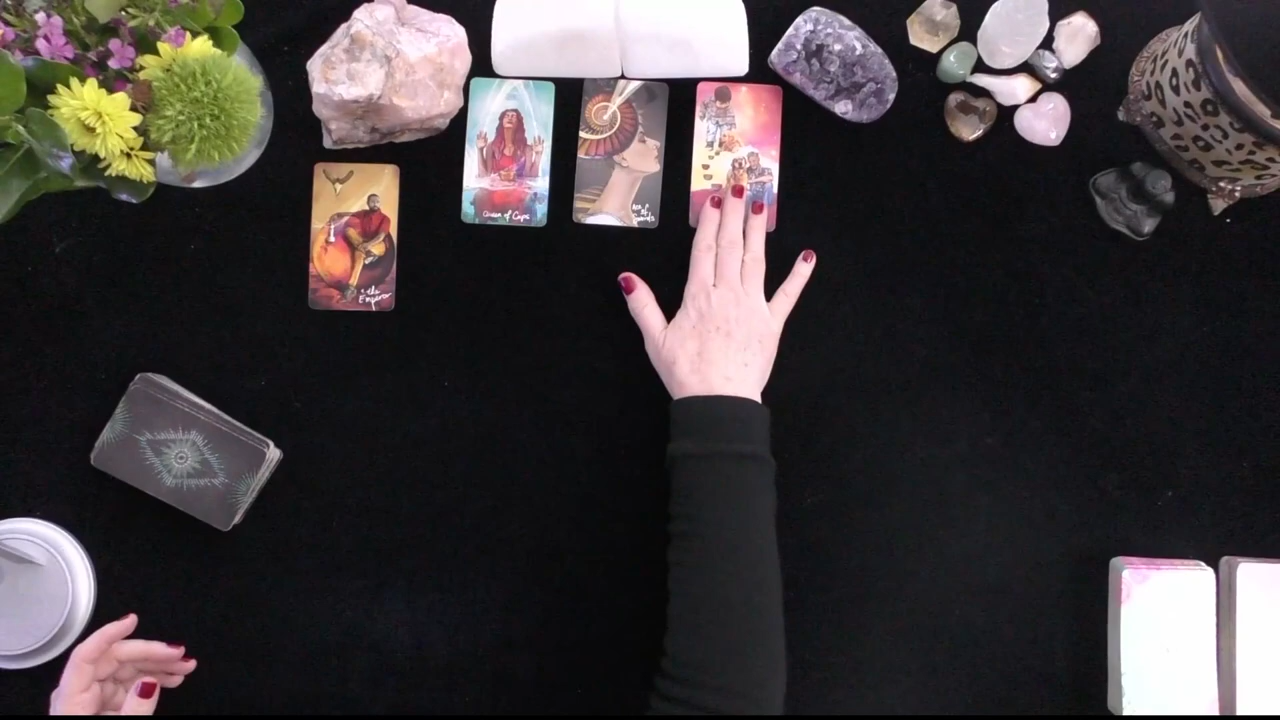 Queen of Cups
Ace
of
Swords
the
Emperor